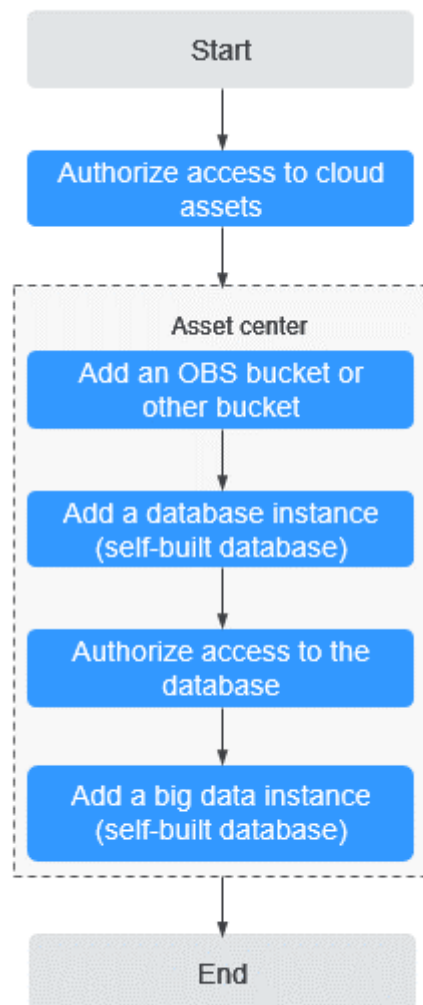 Start
Authorize access to cloud
assets
Asset center
Add an OBS bucket or
other bucket
Add a database instance
(self-built database)
Authorize access to the
database
Add a big data instance
(self-built database)
End